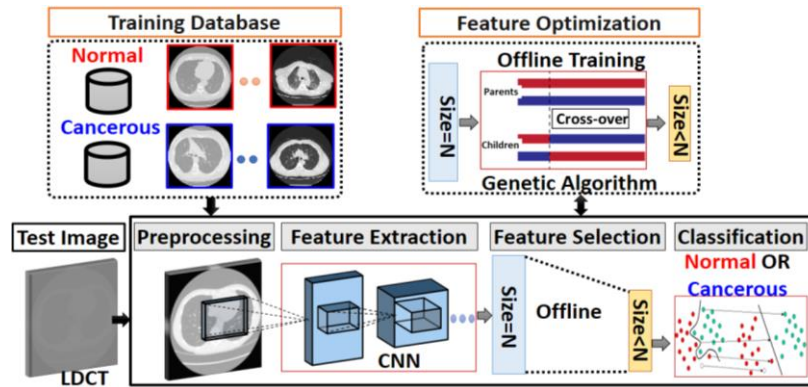 Training Database
Normal
Cancerous
Feature Optimization
Offline Training
Size=N
Parents
Cross-over
Children
Size<N
Genetic Algorithm
Test Image
LDCT
Preprocessing
Feature Extraction
CNN
Feature Selection
Size=N
Offline
Size<N
Classification
Normal OR
Cancerous